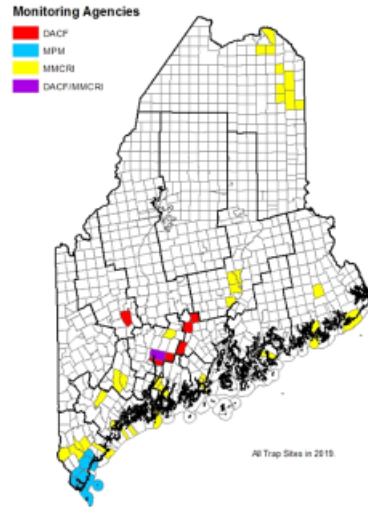 Monitoring Agencies
DACF
MPM
MMCRI
DACF/MMCRI
All Trap Sites in 2019.